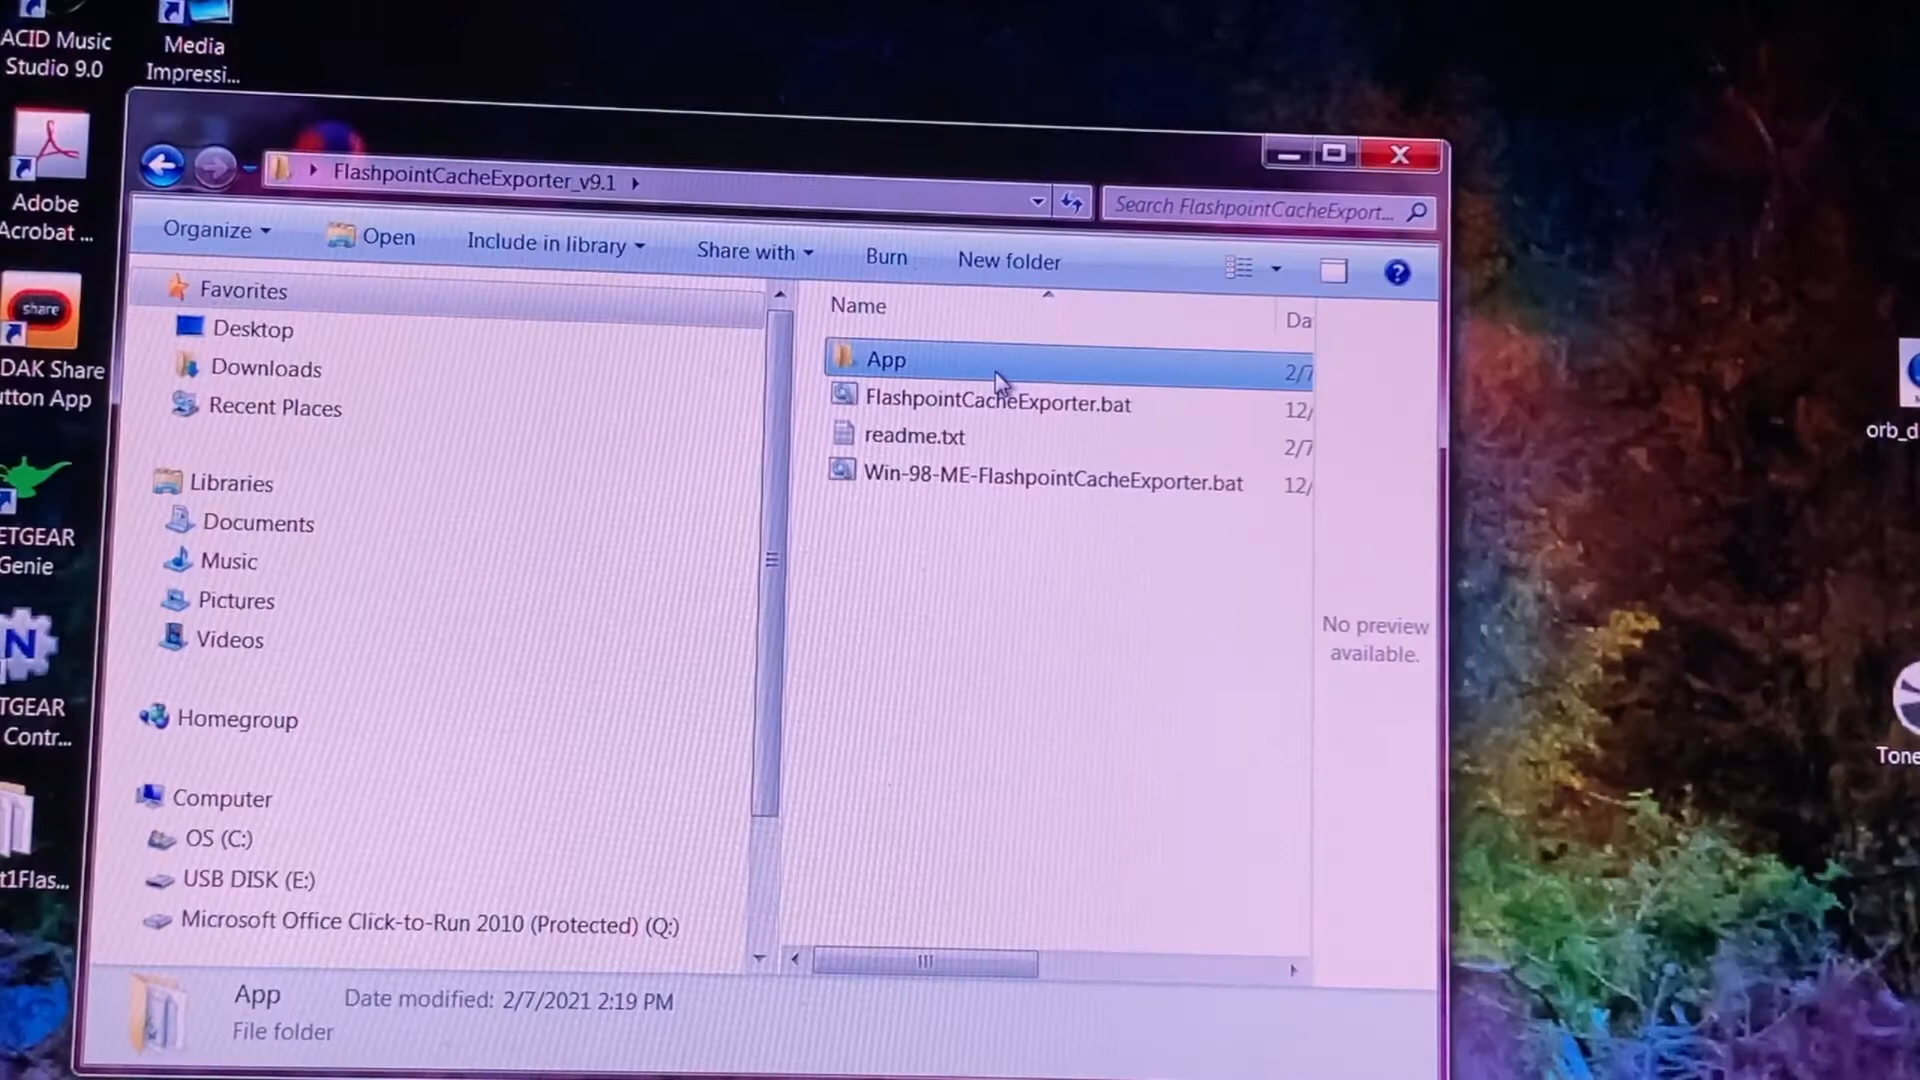 ACID Music
Studio 9.0
Media
Impressi...
Adobe
Acrobat ...
share
DAK Share
utton App
ETGEAR
Genie
N
TGEAR
Contr...
t1Flas...
FlashpointCacheExporter_v9.1
Search FlashpointCacheExport...
Organize
Open
Include in library
Share with
Burn
New folder
?
Favorites
Desktop
Downloads
Recent Places
Libraries
Documents
Music
Pictures
Videos
Homegroup
Computer
OS (C:)
USB DISK (E:)
Microsoft Office Click-to-Run 2010 (Protected) (Q:)
Name
Da
App
2/7
FlashpointCacheExporter.bat
12/
readme.txt
2/7
Win-98-ME-FlashpointCacheExporter.bat
12/
No preview
available.
App
Date modified: 2/7/2021 2:19 PM
File folder
orb_d
Tone